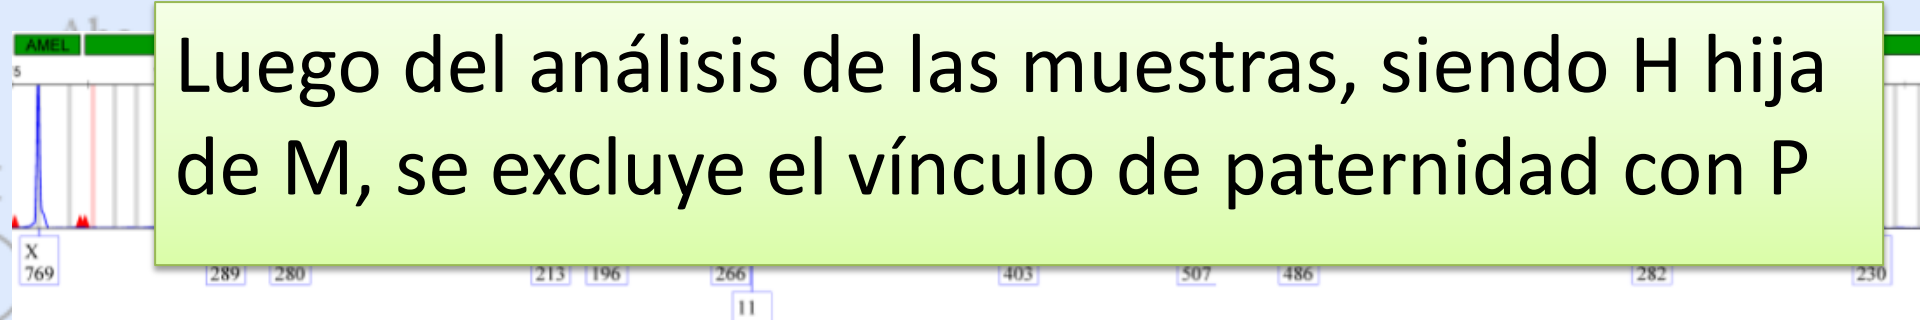 AMEL
5
Luego del análisis de las muestras, siendo H hija
de M, se excluye el vínculo de paternidad con P
X
769 289 280 213 196 266 403 507 486 282 230
11